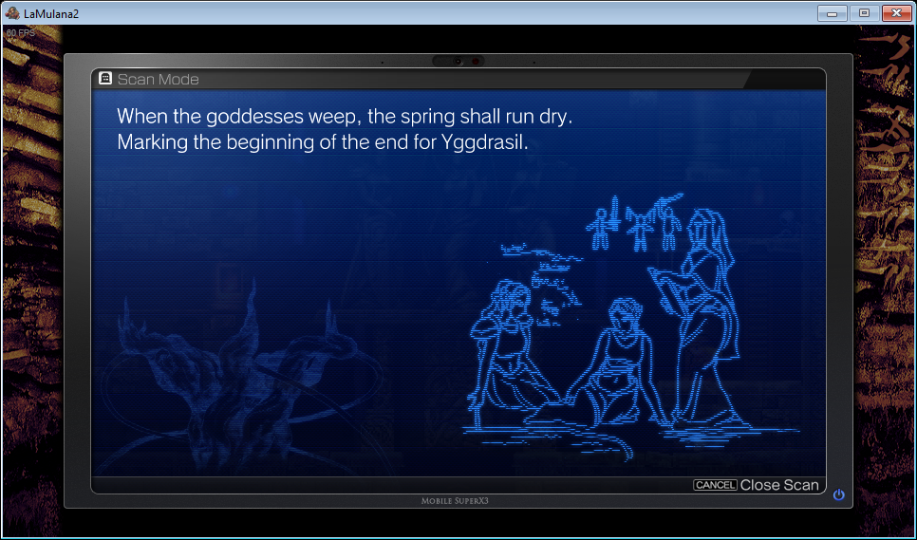 LaMulana2
60 FPS
Scan Mode
When the goddesses weep, the spring shall run dry.
Marking the beginning of the end for Yggdrasil.
CANCEL Close Scan
MOBILE SUPERX3